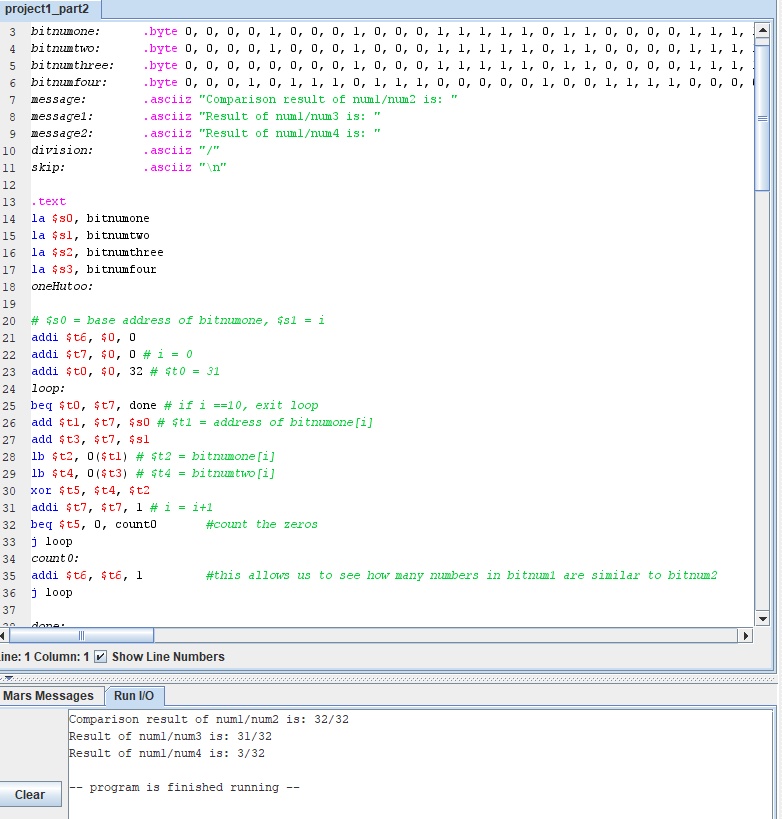 project1_part2
3 bitnumone: .byte 0, 0, 0, 0, 1, 0, 0, 0, 1, 0, 0, 0, 1, 1, 1, 1, 1, 0, 1, 1, 0, 0, 0, 0, 1, 1, 1,
4 bitnumtwo: .byte 0, 0, 0, 0, 1, 0, 0, 0, 1, 0, 0, 0, 1, 1, 1, 1, 1, 0, 1, 1, 0, 0, 0, 0, 1, 1, 1,
5 bitnumthree: .byte 0, 0, 0, 0, 0, 0, 0, 0, 1, 0, 0, 0, 1, 1, 1, 1, 1, 0, 1, 1, 0, 0, 0, 0, 1, 1, 1,
6 bitnumfour: .byte 0, 0, 0, 1, 0, 1, 1, 1, 0, 1, 1, 1, 0, 0, 0, 0, 0, 1, 0, 0, 1, 1, 1, 1, 0, 0, 0,
7 message: .asciiz "Comparison result of num1/num2 is: "
8 message1: .asciiz "Result of num1/num3 is: "
9 message2: .asciiz "Result of num1/num4 is: "
10 division: .asciiz "/"
11 skip: .asciiz "\n"
12
13 .text
14 la $s0, bitnumone
15 la $s1, bitnumtwo
16 la $s2, bitnumthree
17 la $s3, bitnumfour
18 oneHutoo:
19
20 # $s0 = base address of bitnumone, $s1 = i
21 addi $t6, $0, 0
22 addi $t7, $0, 0 # i = 0
23 addi $t0, $0, 32 # $t0 = 31
24 loop:
25 beq $t0, $t7, done # if i ==10, exit loop
26 add $t1, $t7, $s0 # $t1 = address of bitnumone[i]
27 add $t3, $t7, $s1
28 lb $t2, 0($t1) # $t2 = bitnumone[i]
29 lb $t4, 0($t3) # $t4 = bitnumtwo[i]
30 xor $t5, $t4, $t2
31 addi $t7, $t7, 1 # i = i+1
32 beq $t5, 0, count0 #count the zeros
33 j loop
34 count0:
35 addi $t6, $t6, 1 #this allows us to see how many numbers in bitnum1 are similar to bitnum2
36 j loop
37
38 done:
ine: 1 Column: 1 Show Line Numbers
Mars Messages Run I/O
Comparison result of num1/num2 is: 32/32
Result of num1/num3 is: 31/32
Result of num1/num4 is: 3/32
-- program is finished running --
Clear